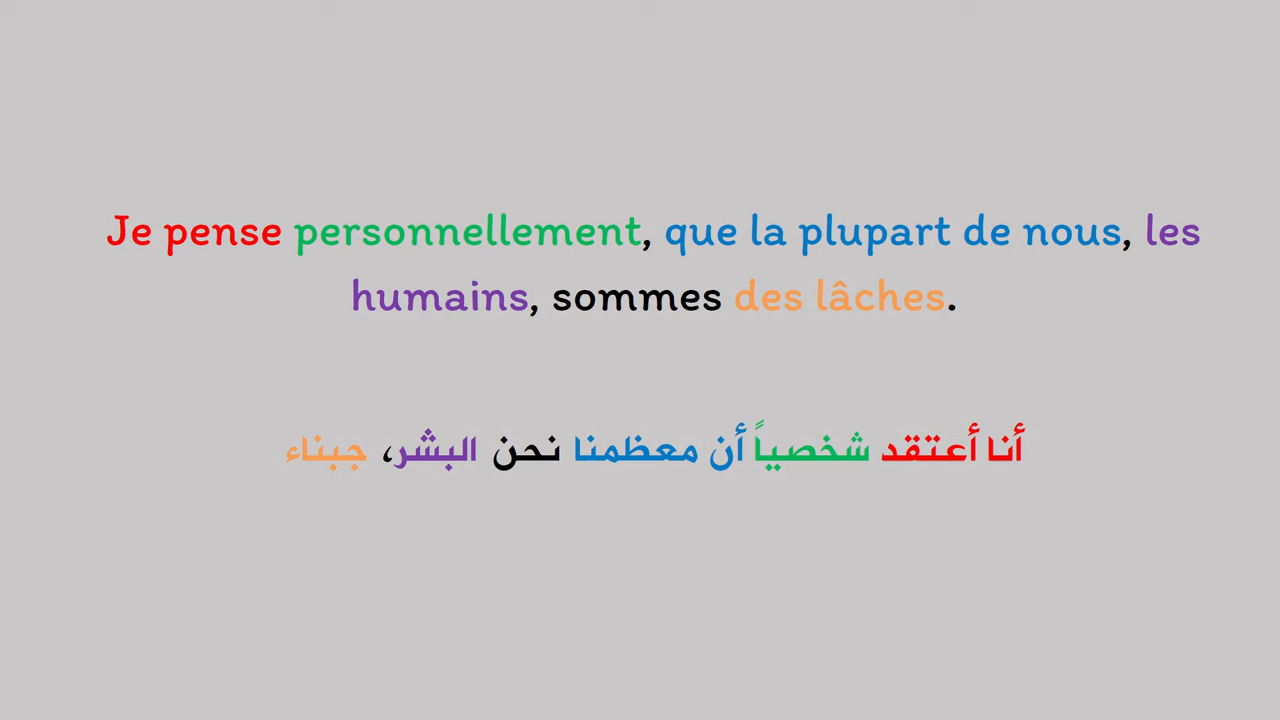 Je pense personnellement, que la plupart de nous, les
humains, sommes des lâches.
أنا أعتقد شخصياً أن معظمنا نحن البشر، جبناء